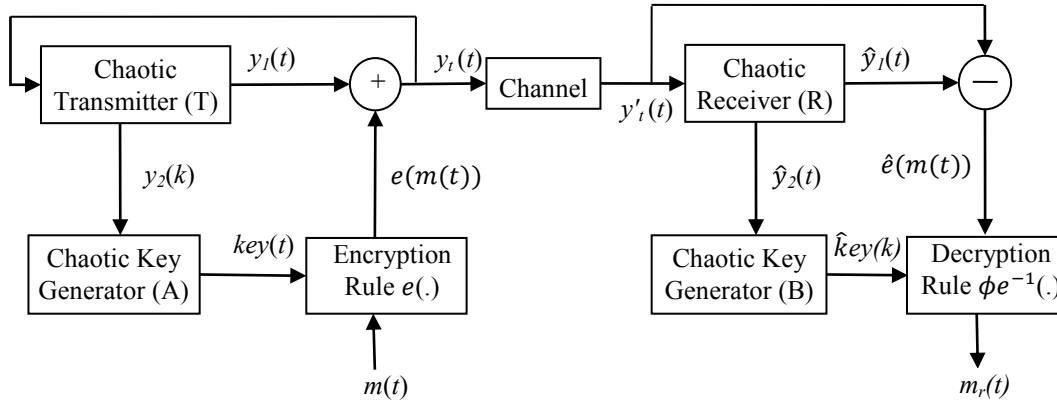 Chaotic
Transmitter (T)
y₁(t)
+
yₜ(t)
Channel
y′ₜ(t)
Chaotic
Receiver (R)
ŷ₁(t)
—
y₂(k)
e(m(t))
ŷ₂(t)
ê(m(t))
Chaotic Key
Generator (A)
key(t)
Encryption
Rule e(.)
Chaotic Key
Generator (B)
k̂ey(k)
Decryption
Rule ϕe⁻¹(.)
m(t)
mᵣ(t)